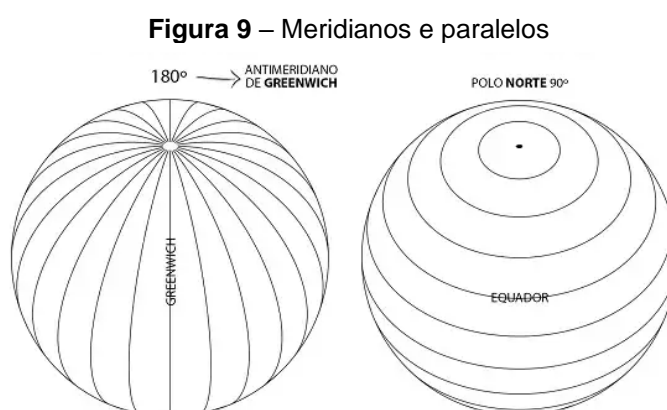 Figura 9 – Meridianos e paralelos
180º
ANTIMERIDIANO
DE GREENWICH
POLO NORTE 90º
GREENWICH
EQUADOR